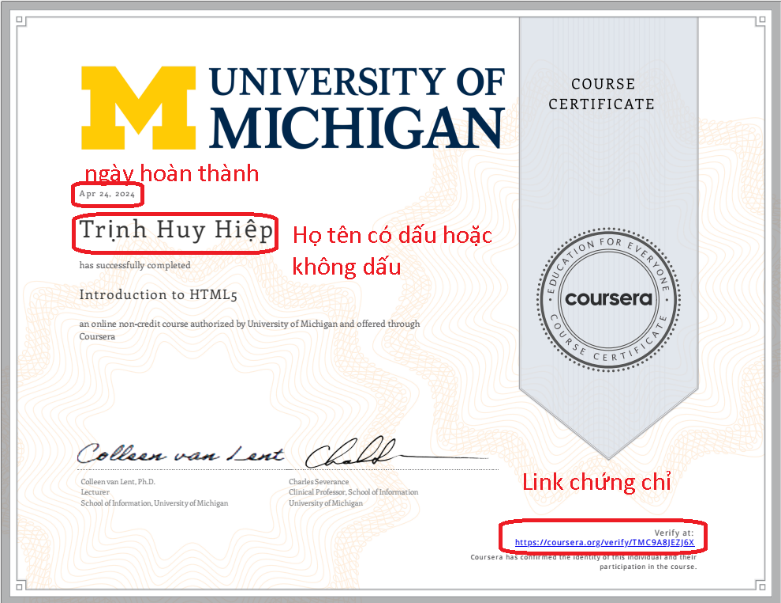 UNIVERSITY OF
MICHIGAN
COURSE
CERTIFICATE
ngày hoàn thành
Apr 24, 2024
Trịnh Huy Hiệp
Họ tên có dấu hoặc
không dấu
has successfully completed
Introduction to HTML5
an online non-credit course authorized by University of Michigan and offered through
Coursera
EDUCATION FOR EVERYONE
coursera
COURSE CERTIFICATE
Colleen van Lent
Colleen van Lent, Ph.D.
Lecturer
School of Information, University of Michigan
Charles Severance
Clinical Professor, School of Information
University of Michigan
Link chứng chỉ
Verify at:
https://coursera.org/verify/TMC9A8JEZJ6X
Coursera has confirmed the identity of this individual and their
participation in the course.